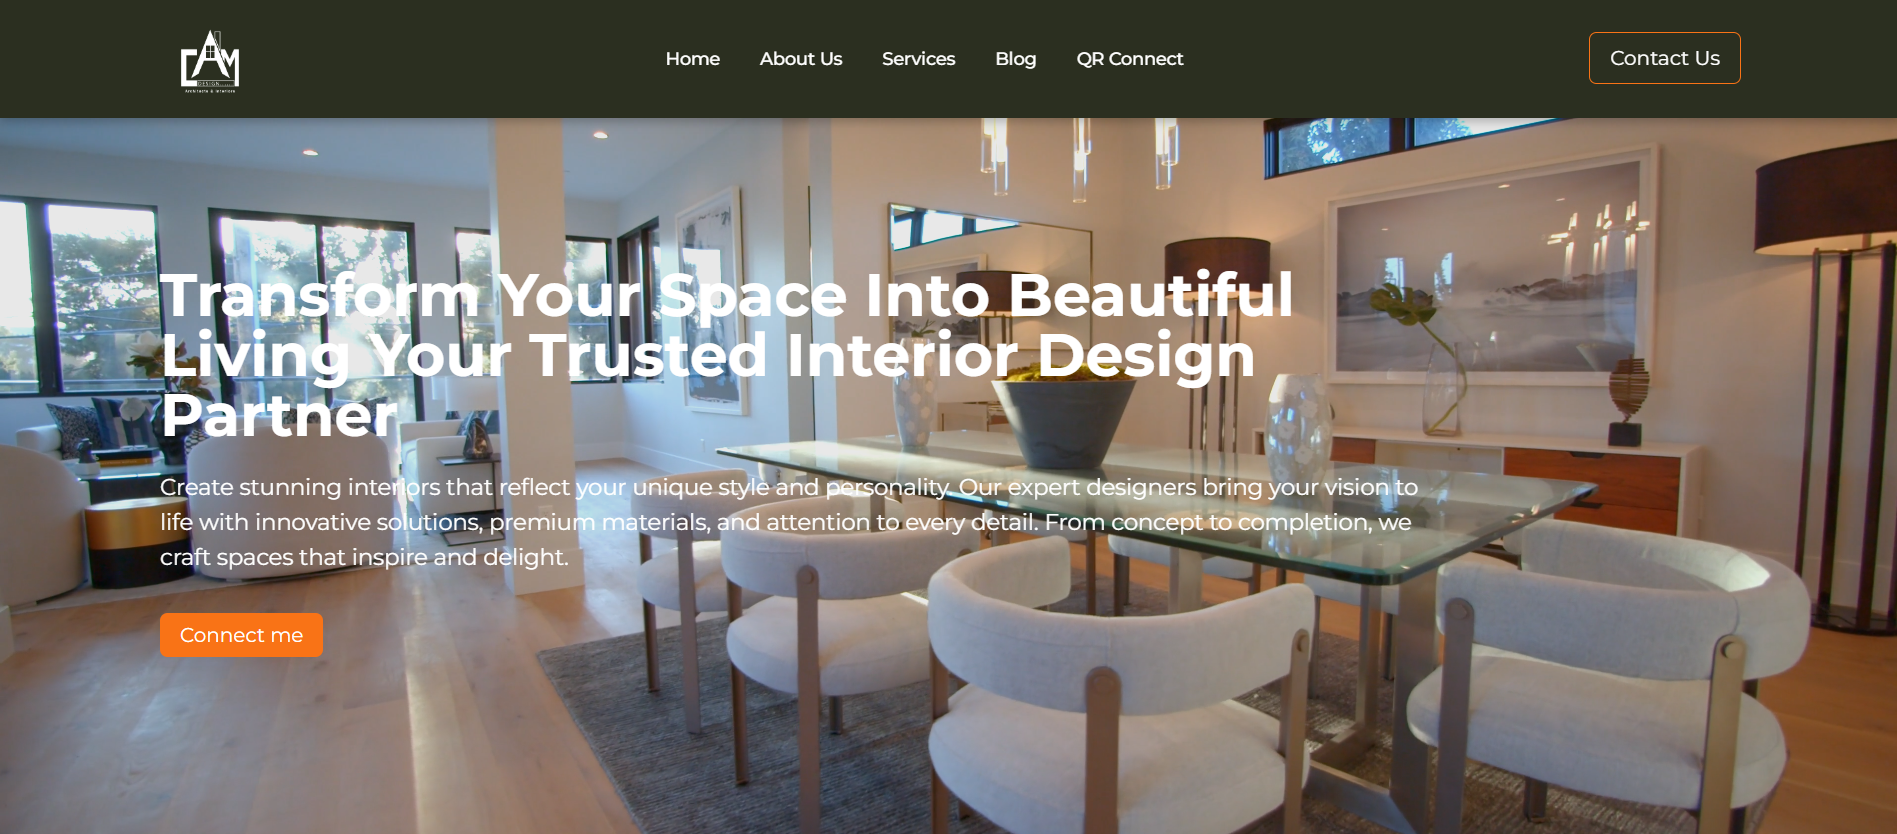 CAM
DESIGN
Architects & Interiors
Home About Us Services Blog QR Connect
Contact Us
Transform Your Space Into Beautiful
Living Your Trusted Interior Design
Partner
Create stunning interiors that reflect your unique style and personality. Our expert designers bring your vision to
life with innovative solutions, premium materials, and attention to every detail. From concept to completion, we
craft spaces that inspire and delight.
Connect me